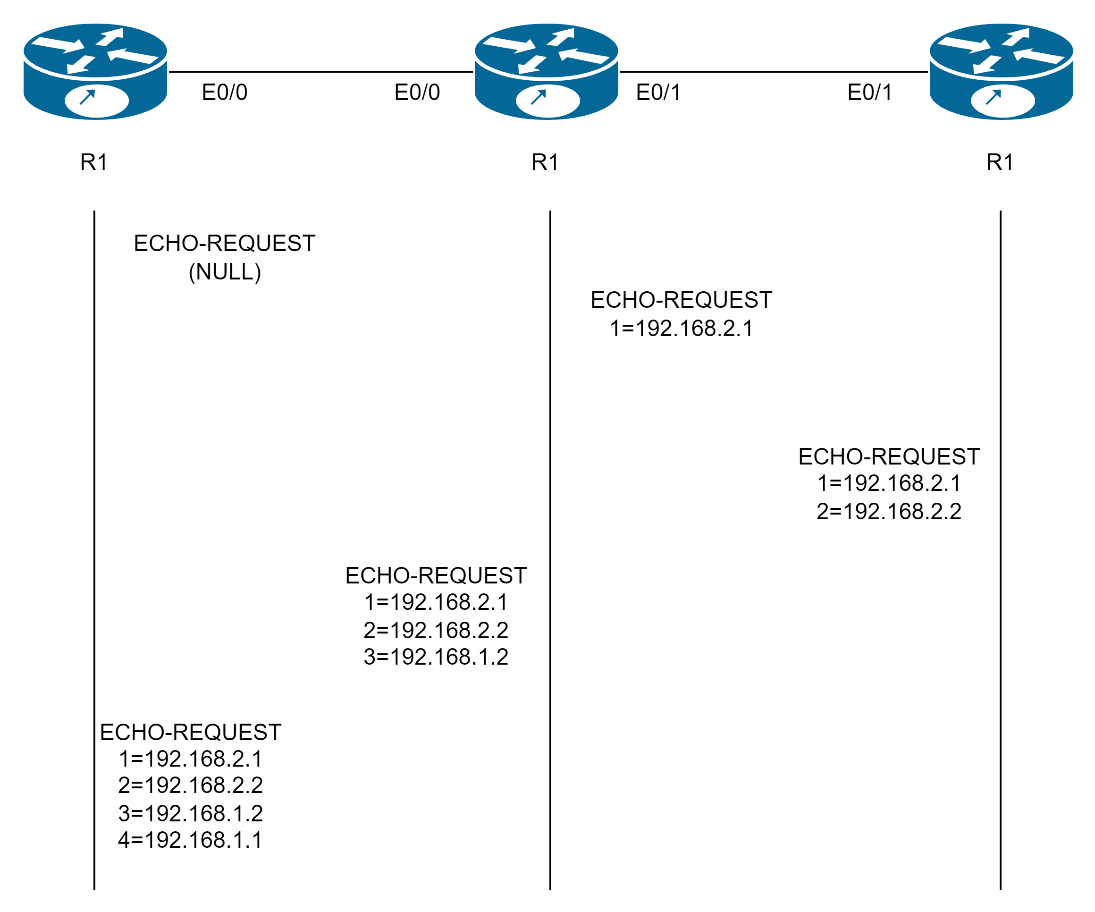 E0/0
E0/0
E0/1
E0/1
R1
R1
R1
ECHO-REQUEST
(NULL)
ECHO-REQUEST
1=192.168.2.1
ECHO-REQUEST
1=192.168.2.1
2=192.168.2.2
ECHO-REQUEST
1=192.168.2.1
2=192.168.2.2
3=192.168.1.2
ECHO-REQUEST
1=192.168.2.1
2=192.168.2.2
3=192.168.1.2
4=192.168.1.1